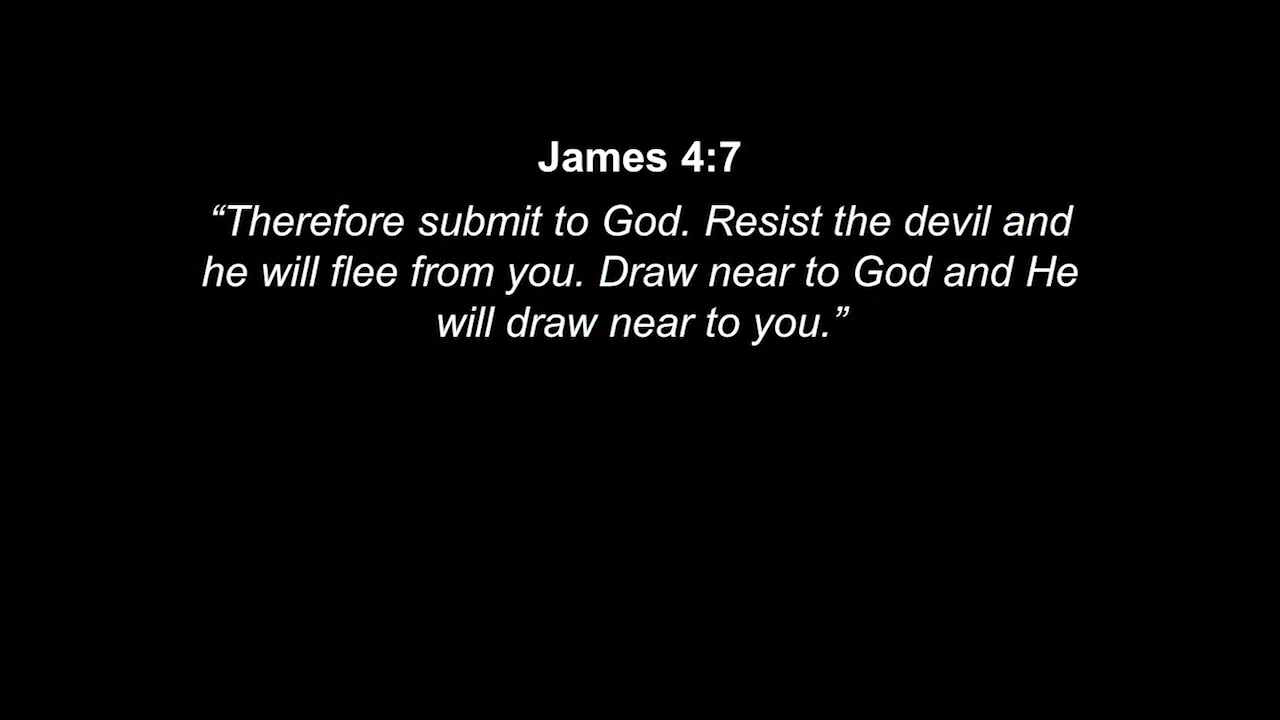 James 4:7
“Therefore submit to God. Resist the devil and
he will flee from you. Draw near to God and He
will draw near to you.”